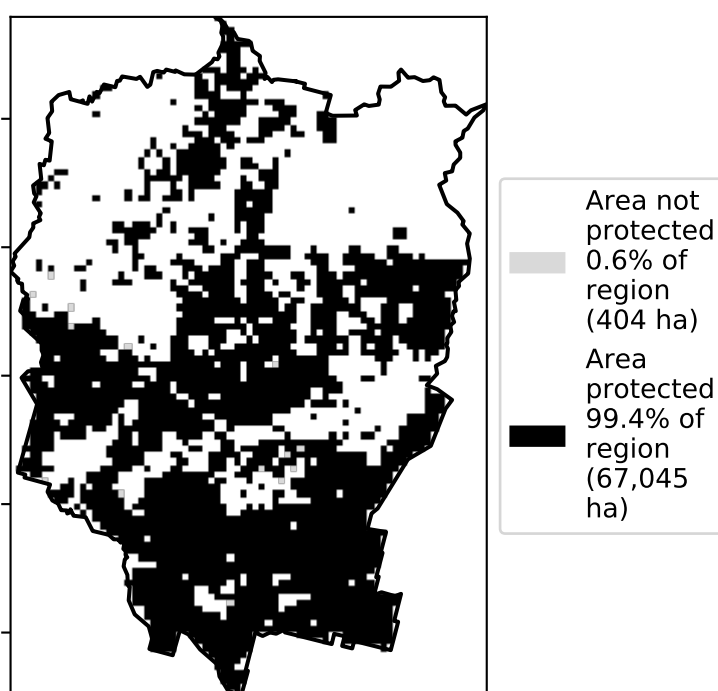 Area not
protected
0.6% of
region
(404 ha)
Area
protected
99.4% of
region
(67,045
ha)